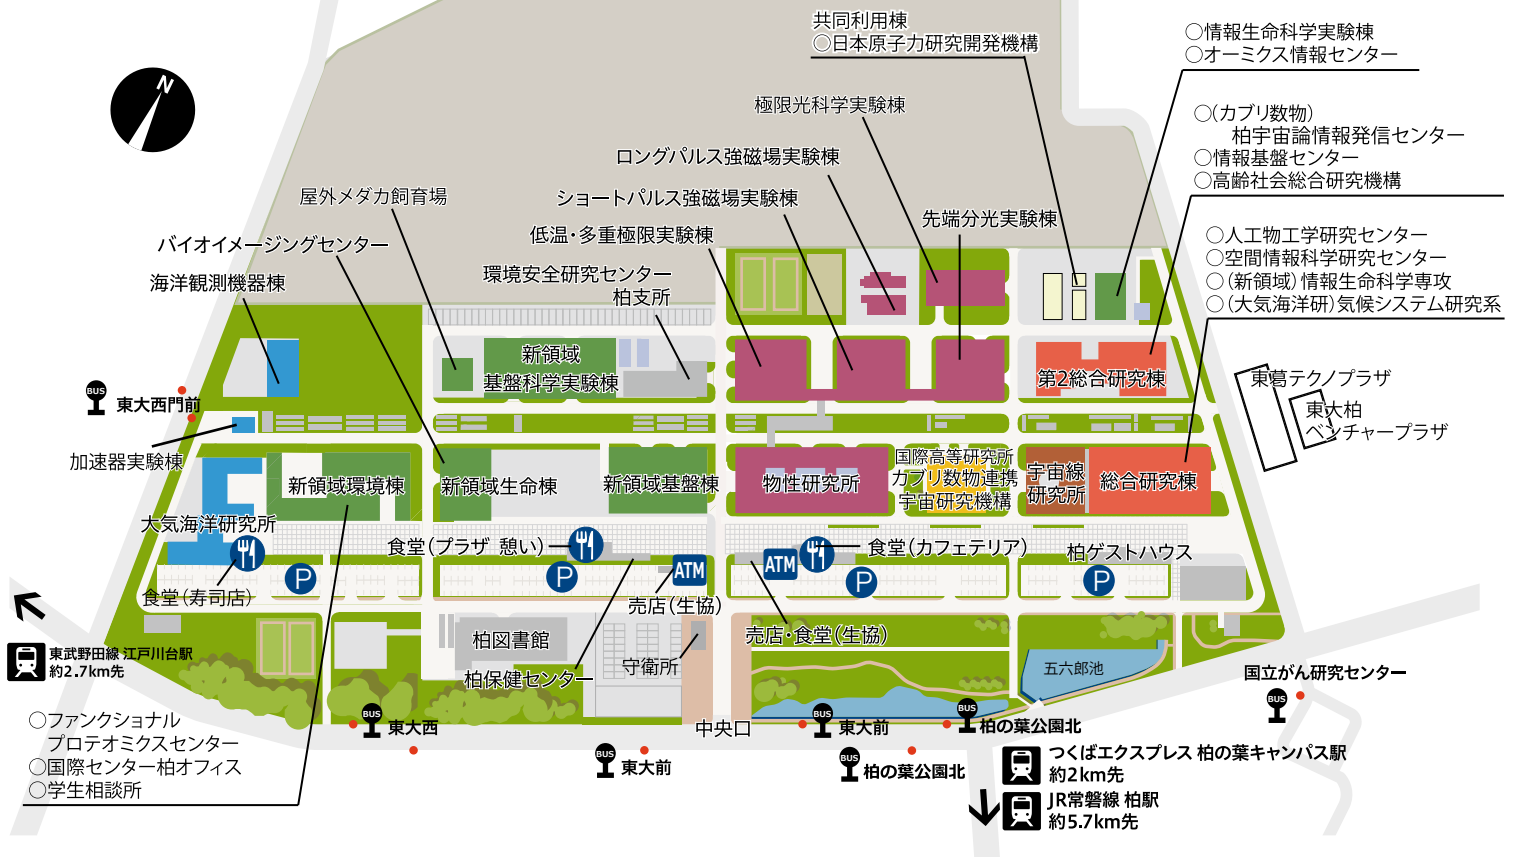 共同利用棟
○日本原子力研究開発機構
○情報生命科学実験棟
○オーミクス情報センター
N
極限光科学実験棟
○(カブリ数物)
柏宇宙論情報発信センター
○情報基盤センター
○高齢社会総合研究機構
ロングパルス強磁場実験棟
屋外メダカ飼育場
ショートパルス強磁場実験棟
先端分光実験棟
低温・多重極限実験棟
○人工物工学研究センター
○空間情報科学研究センター
○(新領域)情報生命科学専攻
○(大気海洋研)気候システム研究系
バイオイメージングセンター
海洋観測機器棟
環境安全研究センター
柏支所
新領域
基盤科学実験棟
第2総合研究棟
東葛テクノプラザ
東大柏
ベンチャープラザ
BUS
東大西門前
加速器実験棟
新領域環境棟
新領域生命棟
新領域基盤棟
物性研究所
国際高等研究所
カブリ数物連携
宇宙研究機構
宇宙線
研究所
総合研究棟
大気海洋研究所
食堂(プラザ 憩い)
食堂(カフェテリア)
柏ゲストハウス
ATM
ATM
P
P
P
P
食堂(寿司店)
売店(生協)
売店・食堂(生協)
柏図書館
守衛所
柏保健センター
五六郎池
東武野田線 江戸川台駅
約2.7km先
国立がん研究センター
BUS
○ファンクショナル
プロテオミクスセンター
○国際センター柏オフィス
○学生相談所
BUS
東大西
中央口
BUS
東大前
BUS
柏の葉公園北
BUS
東大前
BUS
柏の葉公園北
つくばエクスプレス 柏の葉キャンパス駅
約2km先
JR常磐線 柏駅
約5.7km先